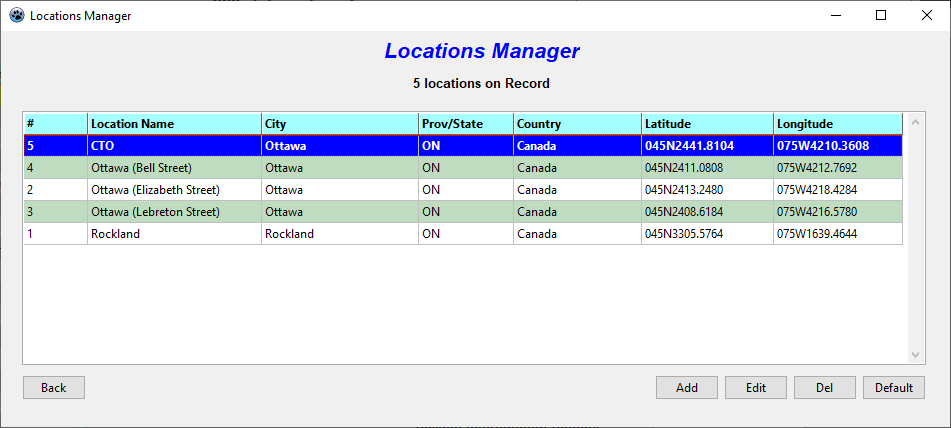 Locations Manager
Locations Manager
5 locations on Record
# Location Name City Prov/State Country Latitude Longitude
5 CTO Ottawa ON Canada 045N2441.8104 075W4210.3608
4 Ottawa (Bell Street) Ottawa ON Canada 045N2411.0808 075W4212.7692
2 Ottawa (Elizabeth Street) Ottawa ON Canada 045N2413.2480 075W4218.4284
3 Ottawa (Lebreton Street) Ottawa ON Canada 045N2408.6184 075W4216.5780
1 Rockland Rockland ON Canada 045N3305.5764 075W1639.4644
Back Add Edit Del Default